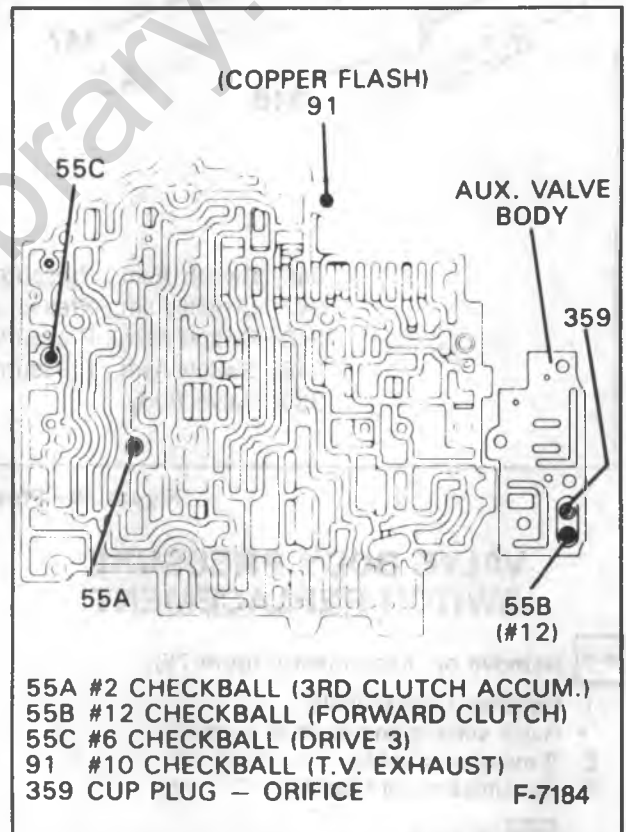 (COPPER FLASH)
91
55C
AUX. VALVE
BODY
359
55A
55B
(#12)
55A #2 CHECKBALL (3RD CLUTCH ACCUM.)
55B #12 CHECKBALL (FORWARD CLUTCH)
55C #6 CHECKBALL (DRIVE 3)
91 #10 CHECKBALL (T.V. EXHAUST)
359 CUP PLUG – ORIFICE F-7184